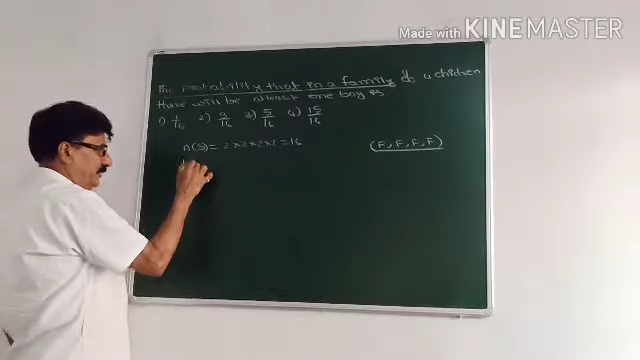 Made with KINEMASTER
The Probability that in a family of 4 children
there will be atleast one boy is
1) 1/16 2) 2/16 3) 5/16 4) 15/16
n(S) = 2×2×2×2=16
(F, F, F, F)